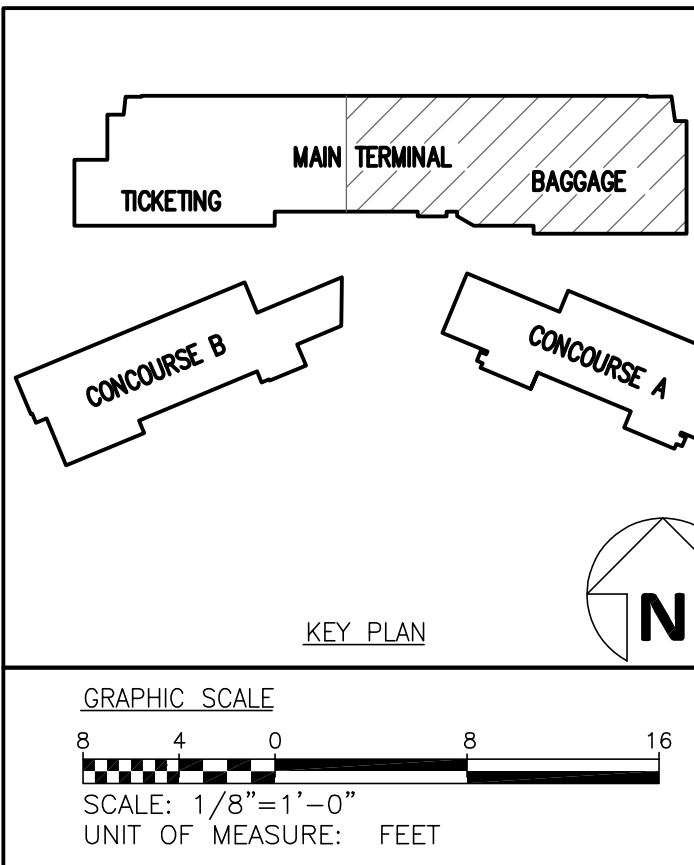 MAIN TERMINAL
BAGGAGE
TICKETING
CONCOURSE B
CONCOURSE A
N
KEY PLAN
GRAPHIC SCALE
8 4 0 8 16
SCALE: 1/8"=1'-0"
UNIT OF MEASURE: FEET